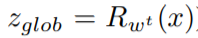 $z_{glob} = R_{w^t}(x)$